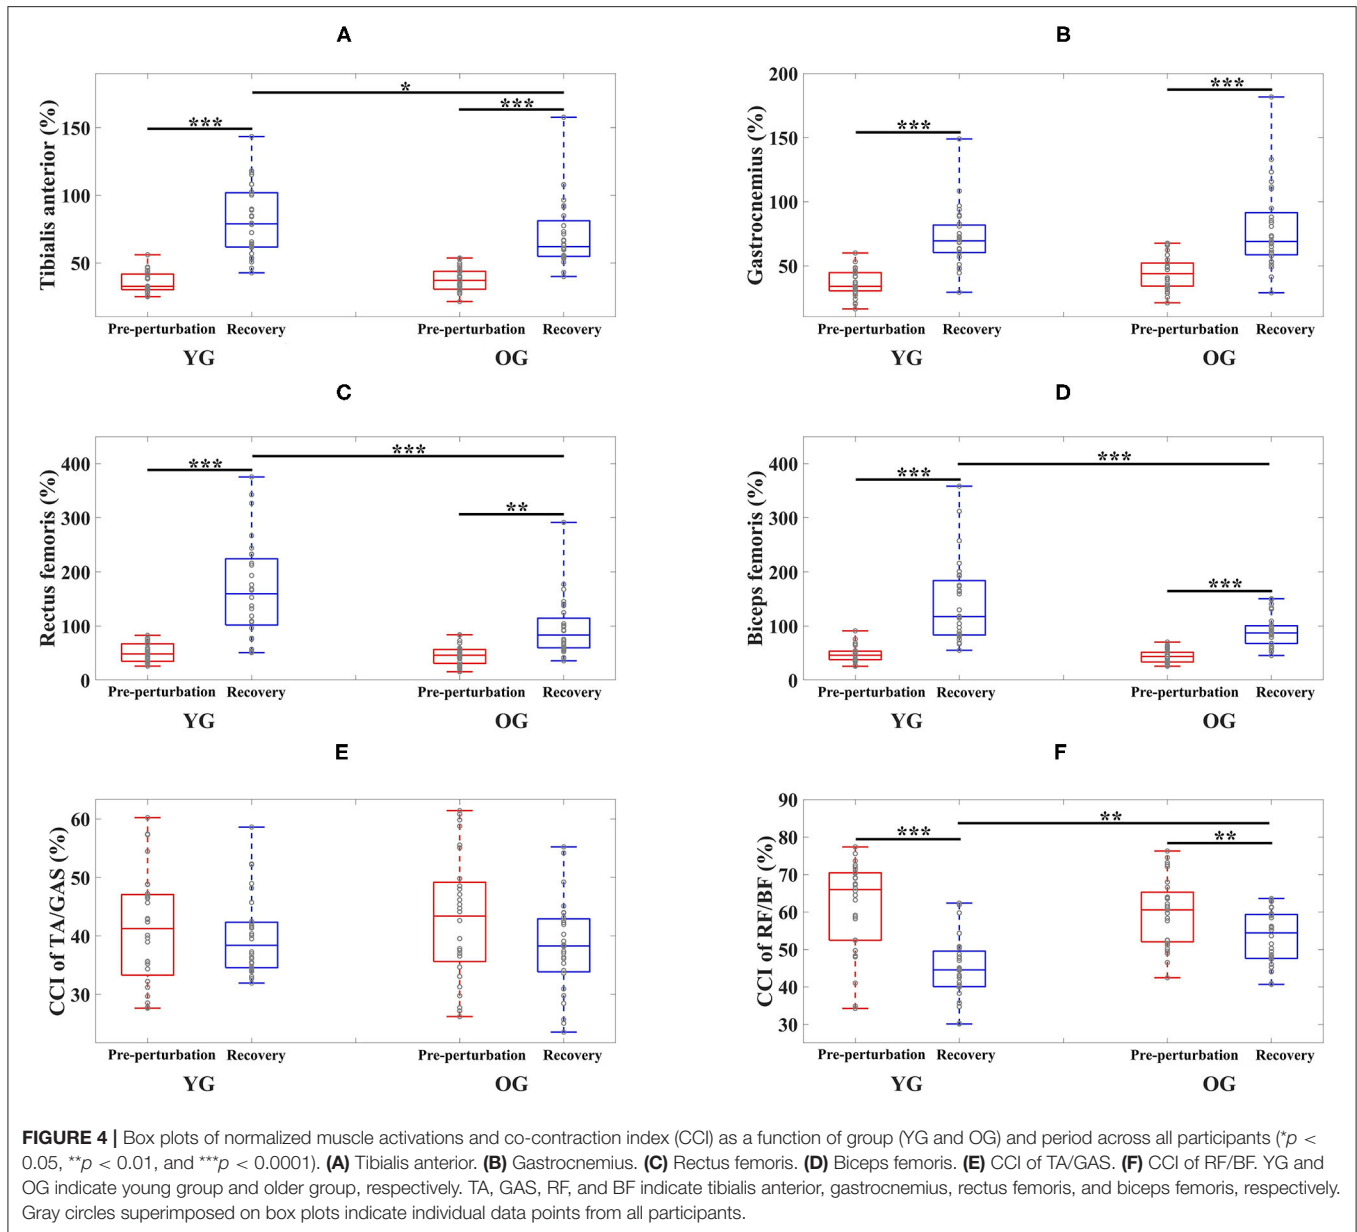 A
Tibialis anterior (%)
150
100
50
***
*
***
Pre-perturbation Recovery Pre-perturbation Recovery
YG OG
B
Gastrocnemius (%)
200
150
100
50
***
***
Pre-perturbation Recovery Pre-perturbation Recovery
YG OG
C
Rectus femoris (%)
400
300
200
100
0
***
***
**
Pre-perturbation Recovery Pre-perturbation Recovery
YG OG
D
Biceps femoris (%)
400
300
200
100
0
***
***
***
Pre-perturbation Recovery Pre-perturbation Recovery
YG OG
E
CCI of TA/GAS (%)
60
50
40
30
Pre-perturbation Recovery Pre-perturbation Recovery
YG OG
F
CCI of RF/BF (%)
90
80
70
60
50
40
30
***
**
**
Pre-perturbation Recovery Pre-perturbation Recovery
YG OG
FIGURE 4 | Box plots of normalized muscle activations and co-contraction index (CCI) as a function of group (YG and OG) and period across all participants (*p <
0.05, **p < 0.01, and ***p < 0.0001). (A) Tibialis anterior. (B) Gastrocnemius. (C) Rectus femoris. (D) Biceps femoris. (E) CCI of TA/GAS. (F) CCI of RF/BF. YG and
OG indicate young group and older group, respectively. TA, GAS, RF, and BF indicate tibialis anterior, gastrocnemius, rectus femoris, and biceps femoris, respectively.
Gray circles superimposed on box plots indicate individual data points from all participants.